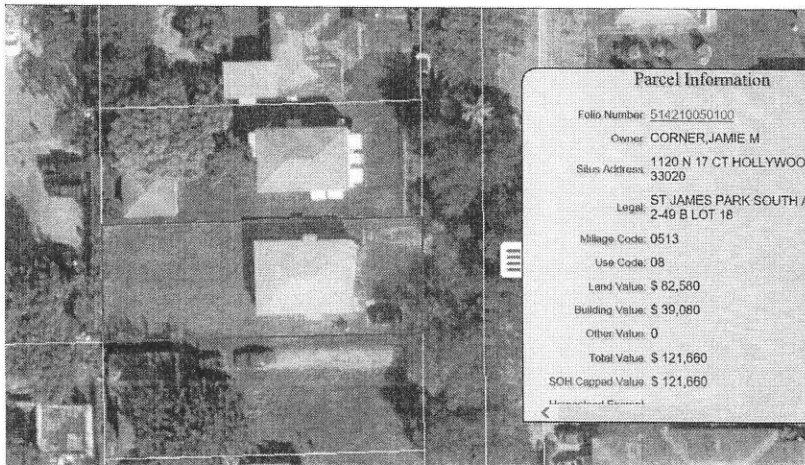 Parcel Information
Folio Number: 514210050100
Owner: CORNER,JAMIE M
Situs Address: 1120 N 17 CT HOLLYWOO
33020
Legal: ST JAMES PARK SOUTH
2-49 B LOT 18
Millage Code: 0513
Use Code: 08
Land Value: $ 82,580
Building Value: $ 39,080
Other Value: 0
Total Value: $ 121,660
SOH Capped Value: $ 121,660